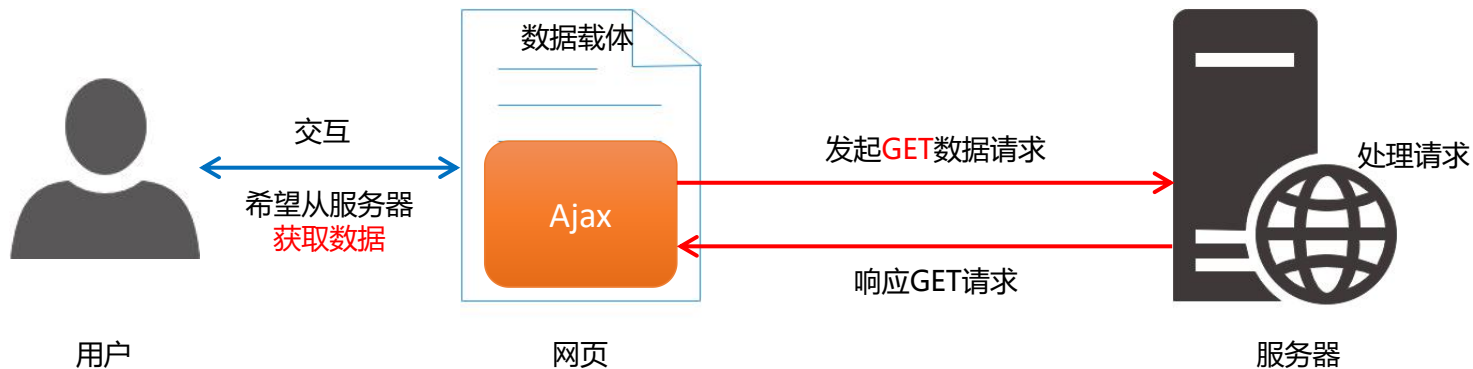 数据载体
交互
希望从服务器
获取数据
Ajax
发起GET数据请求
响应GET请求
处理请求
用户
网页
服务器